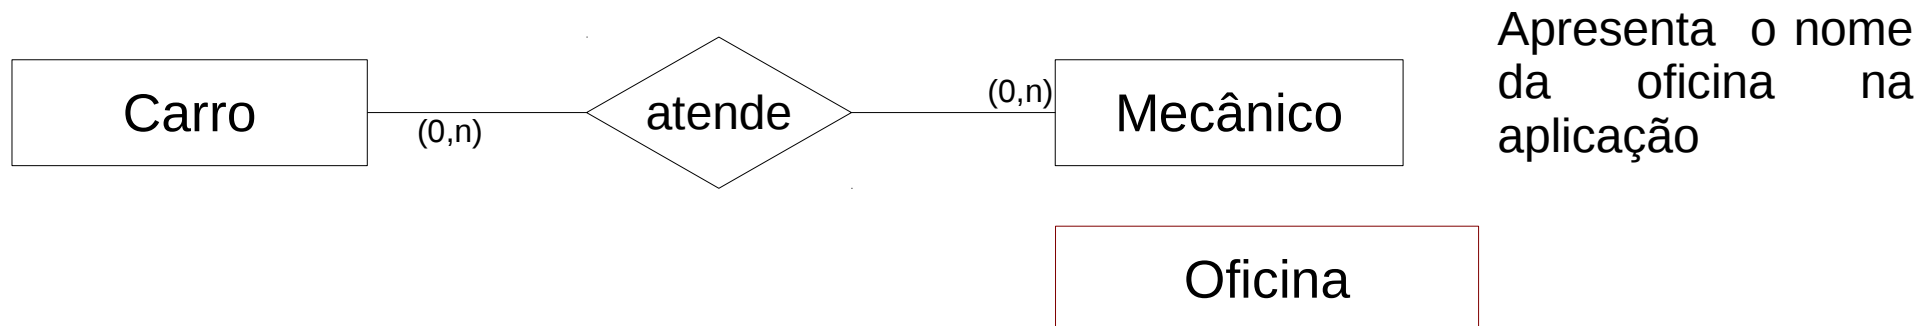 Carro
(0,n)
atende
(0,n)
Mecânico
Apresenta o nome
da oficina na
aplicação
Oficina